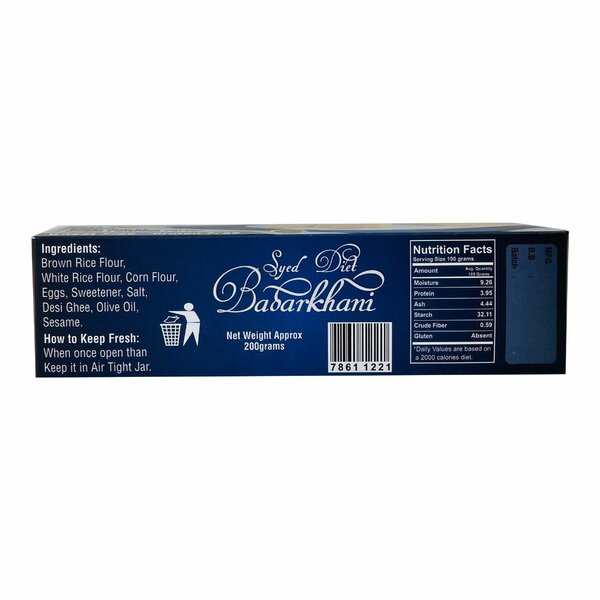 Ingredients:
Brown Rice Flour,
White Rice Flour, Corn Flour,
Eggs, Sweetener, Salt,
Desi Ghee, Olive Oil,
Sesame.
How to Keep Fresh:
When once open than
Keep it in Air Tight Jar.
Syed Diet
Badarkhani
Net Weight Approx
200grams
7861 1221
Nutrition Facts
Serving Size 100 grams
Amount Avg. Quantity
100 Grams
Moisture 9.26
Protein 3.95
Ash 4.44
Starch 32.11
Crude Fiber 0.59
Gluten Absent
*Daily Values are based on
a 2000 calories diet.
MFG :
B.B :
Batch :